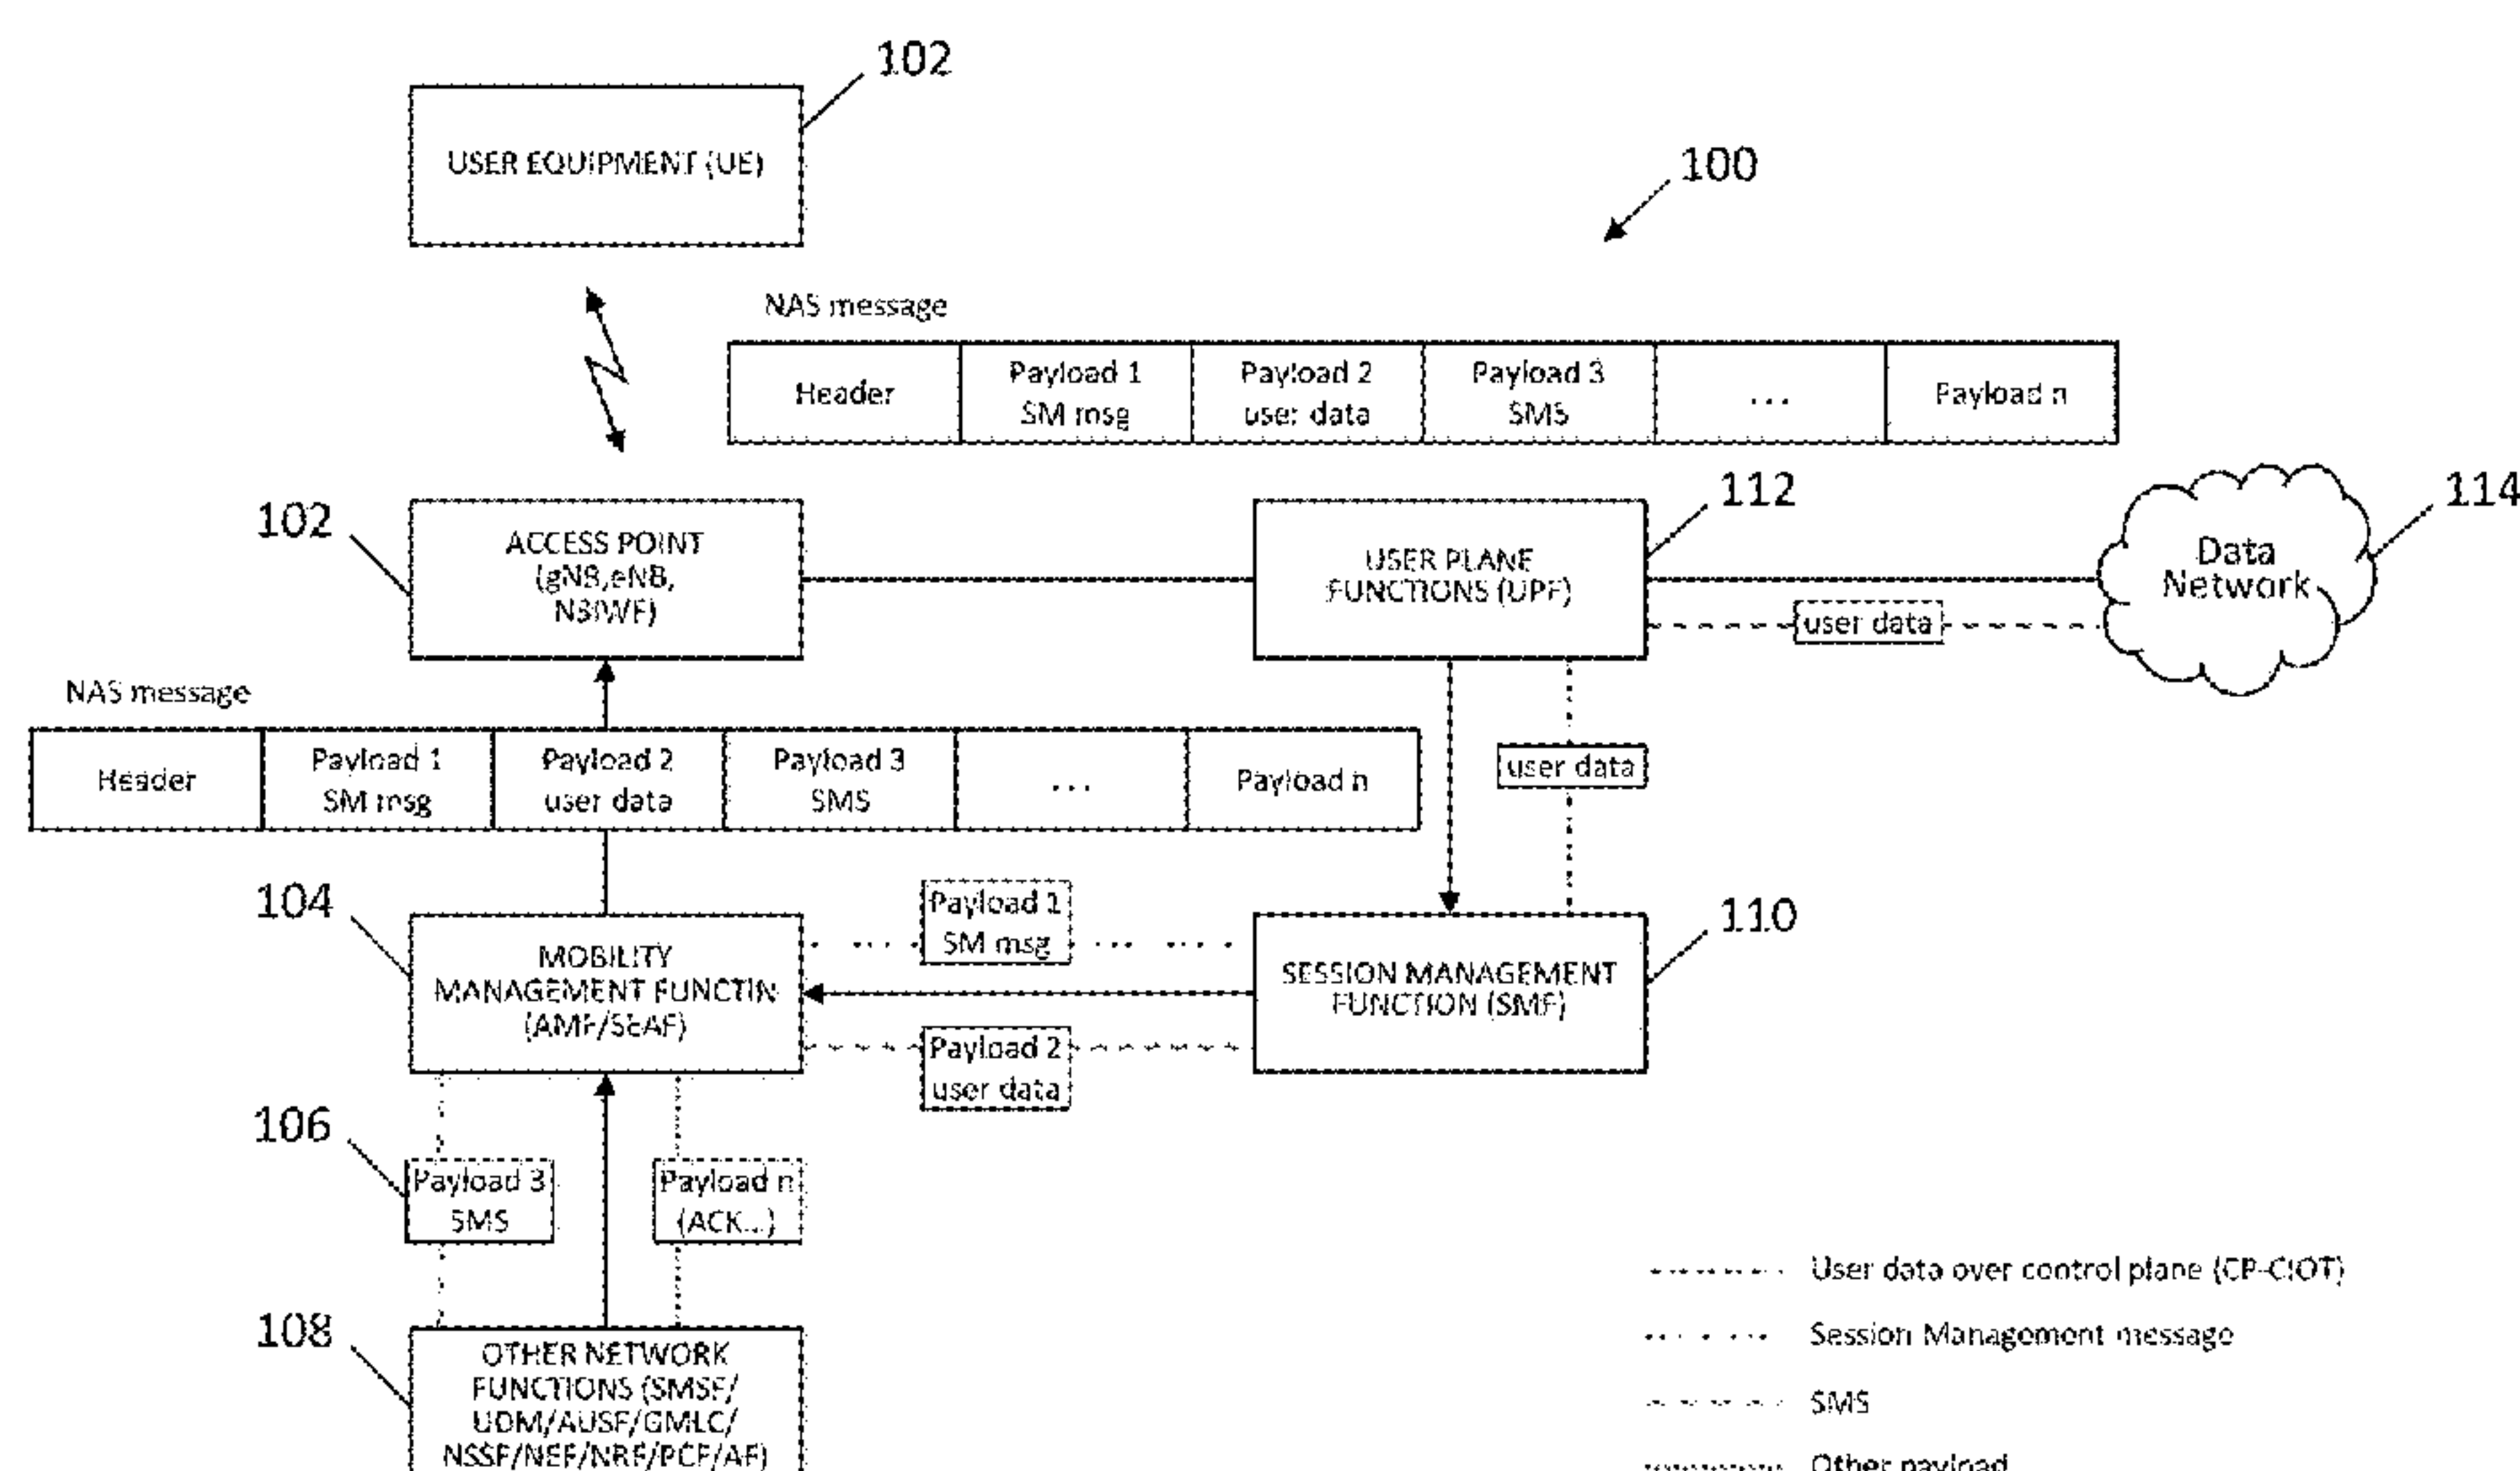 102
USER EQUIPMENT (UE)
100
NAS message
Header
Payload 1
SM msg
Payload 2
user data
Payload 3
SMS
...
Payload n
102
ACCESS POINT
(gNB,eNB,
N3IWF)
112
USER PLANE
FUNCTIONS (UPF)
114
Data
Network
user data
NAS message
Header
Payload 1
SM msg
Payload 2
user data
Payload 3
SMS
...
Payload n
user data
104
MOBILITY
MANAGEMENT FUNCTIN
(AMF/SEAF)
Payload 1
SM msg
Payload 2
user data
110
SESSION MANAGEMENT
FUNCTION (SMF)
106
Payload 3
SMS
Payload n
(ACK...)
108
OTHER NETWORK
FUNCTIONS (SMSF/
UDM/AUSF/GMLC/
NSSF/NEF/NRF/PCF/AF)
User data over control plane (CP-CIOT)
Session Management message
SMS
Other payload